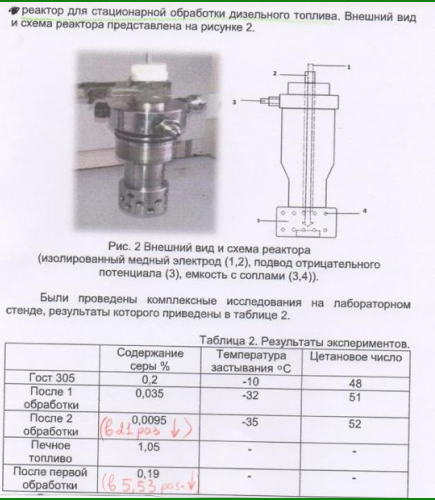 реактор для стационарной обработки дизельного топлива. Внешний вид
и схема реактора представлена на рисунке 2.
1
2
3
1
4
Рис. 2 Внешний вид и схема реактора
(изолированный медный электрод (1,2), подвод отрицательного
потенциала (3), емкость с соплами (3,4)).
Были проведены комплексные исследования на лабораторном
стенде, результаты которого приведены в таблице 2.
Таблица 2. Результаты экспериментов.
Содержание серы % Температура застывания °С Цетановое число
Гост 305 0,2 -10 48
После 1 обработки 0,035 -32 51
После 2 обработки 0,0095 (в 21 раз ↓) -35 52
Печное топливо 1,05 - -
После первой обработки 0,19 (в 5,53 раз ↓) - -